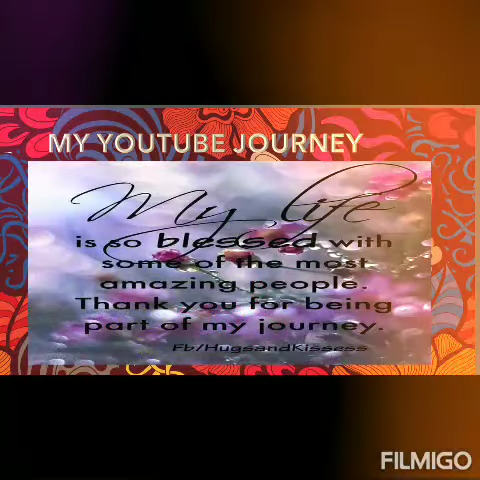 MY YOUTUBE JOURNEY
My life
is so blessed with
some of the most
amazing people.
Thank you for being
part of my journey.
Fb/HugsandKissess
FILMIGO